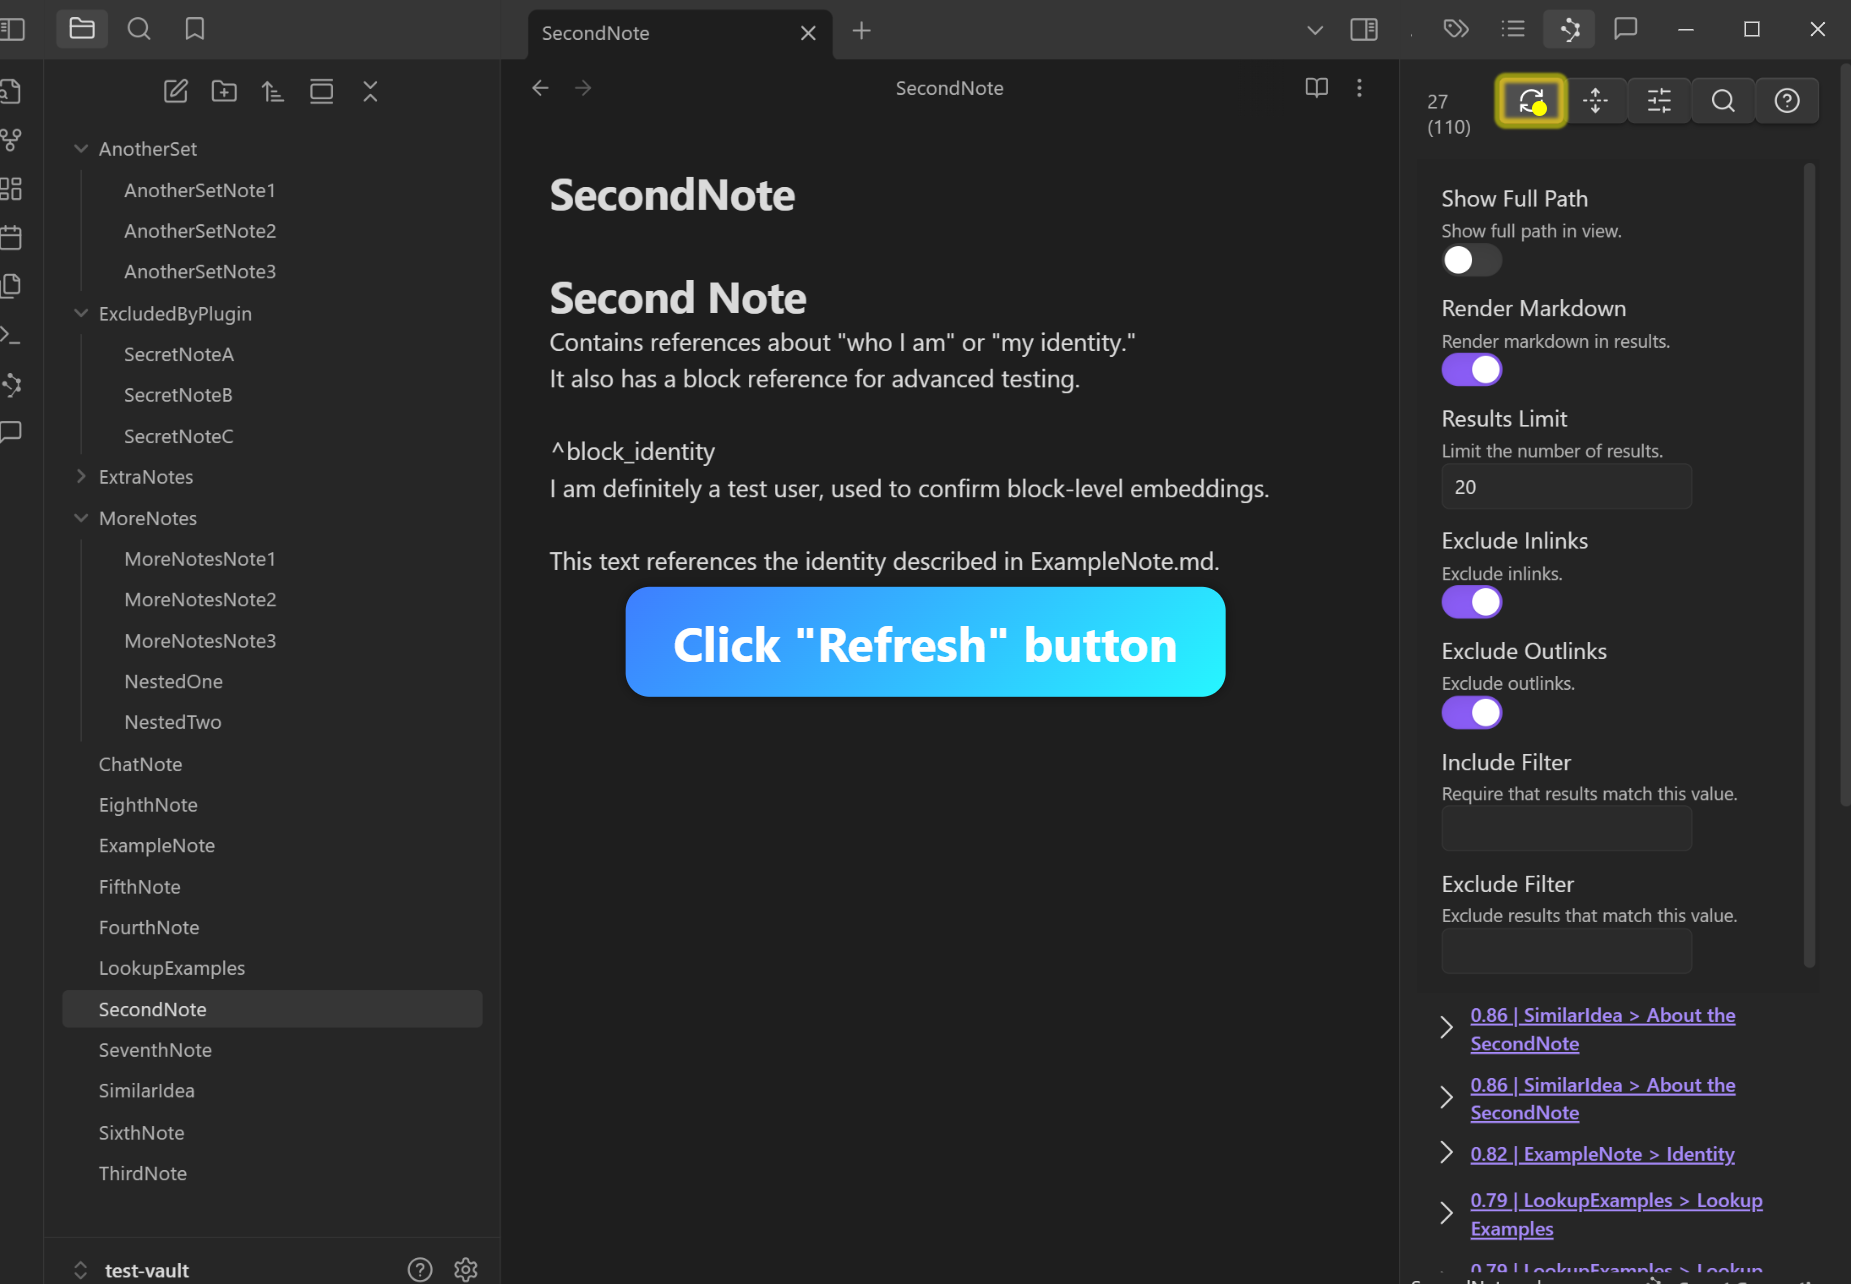 SecondNote
27
(110)
AnotherSet
AnotherSetNote1
AnotherSetNote2
AnotherSetNote3
ExcludedByPlugin
SecretNoteA
SecretNoteB
SecretNoteC
ExtraNotes
MoreNotes
MoreNotesNote1
MoreNotesNote2
MoreNotesNote3
NestedOne
NestedTwo
ChatNote
EighthNote
ExampleNote
FifthNote
FourthNote
LookupExamples
SecondNote
SeventhNote
SimilarIdea
SixthNote
ThirdNote
test-vault
SecondNote
SecondNote
Second Note
Contains references about "who I am" or "my identity."
It also has a block reference for advanced testing.
^block_identity
I am definitely a test user, used to confirm block-level embeddings.
This text references the identity described in ExampleNote.md.
Click "Refresh" button
Show Full Path
Show full path in view.
Render Markdown
Render markdown in results.
Results Limit
Limit the number of results.
20
Exclude Inlinks
Exclude inlinks.
Exclude Outlinks
Exclude outlinks.
Include Filter
Require that results match this value.
Exclude Filter
Exclude results that match this value.
0.86 | SimilarIdea > About the
SecondNote
0.86 | SimilarIdea > About the
SecondNote
0.82 | ExampleNote > Identity
0.79 | LookupExamples > Lookup
Examples
0.79 | LookupExamples > Lookup